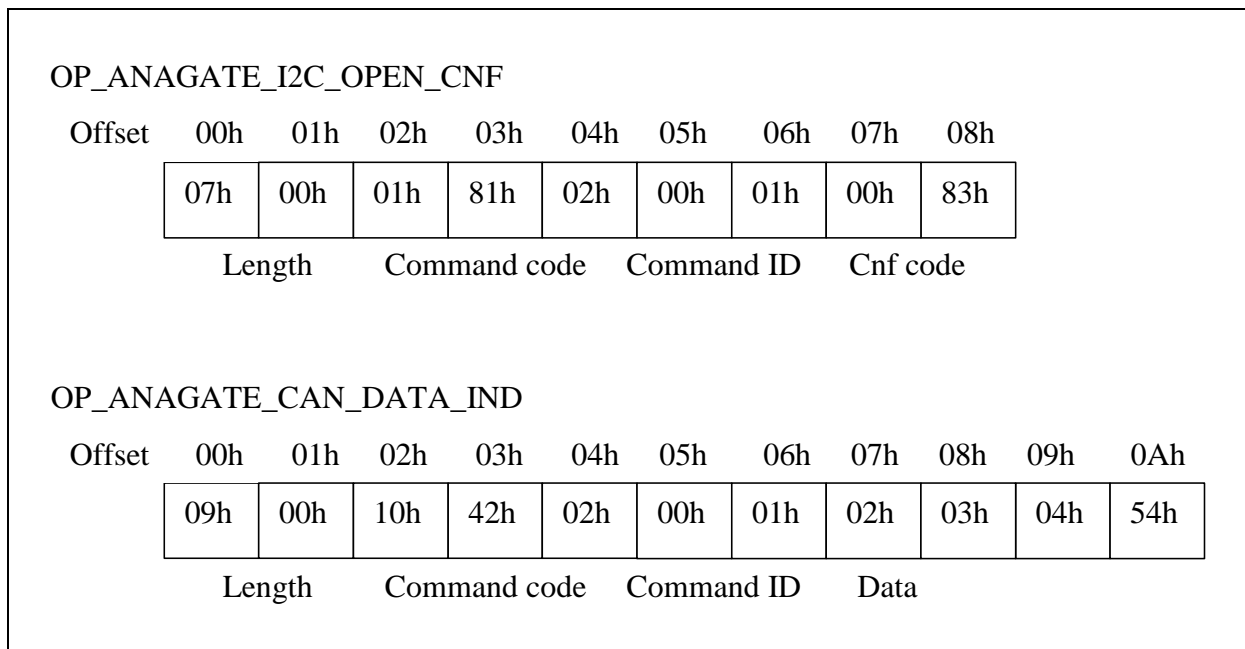 OP_ANAGATE_I2C_OPEN_CNF
Offset 00h 01h 02h 03h 04h 05h 06h 07h 08h
07h 00h 01h 81h 02h 00h 01h 00h 83h
Length Command code Command ID Cnf code
OP_ANAGATE_CAN_DATA_IND
Offset 00h 01h 02h 03h 04h 05h 06h 07h 08h 09h 0Ah
09h 00h 10h 42h 02h 00h 01h 02h 03h 04h 54h
Length Command code Command ID Data